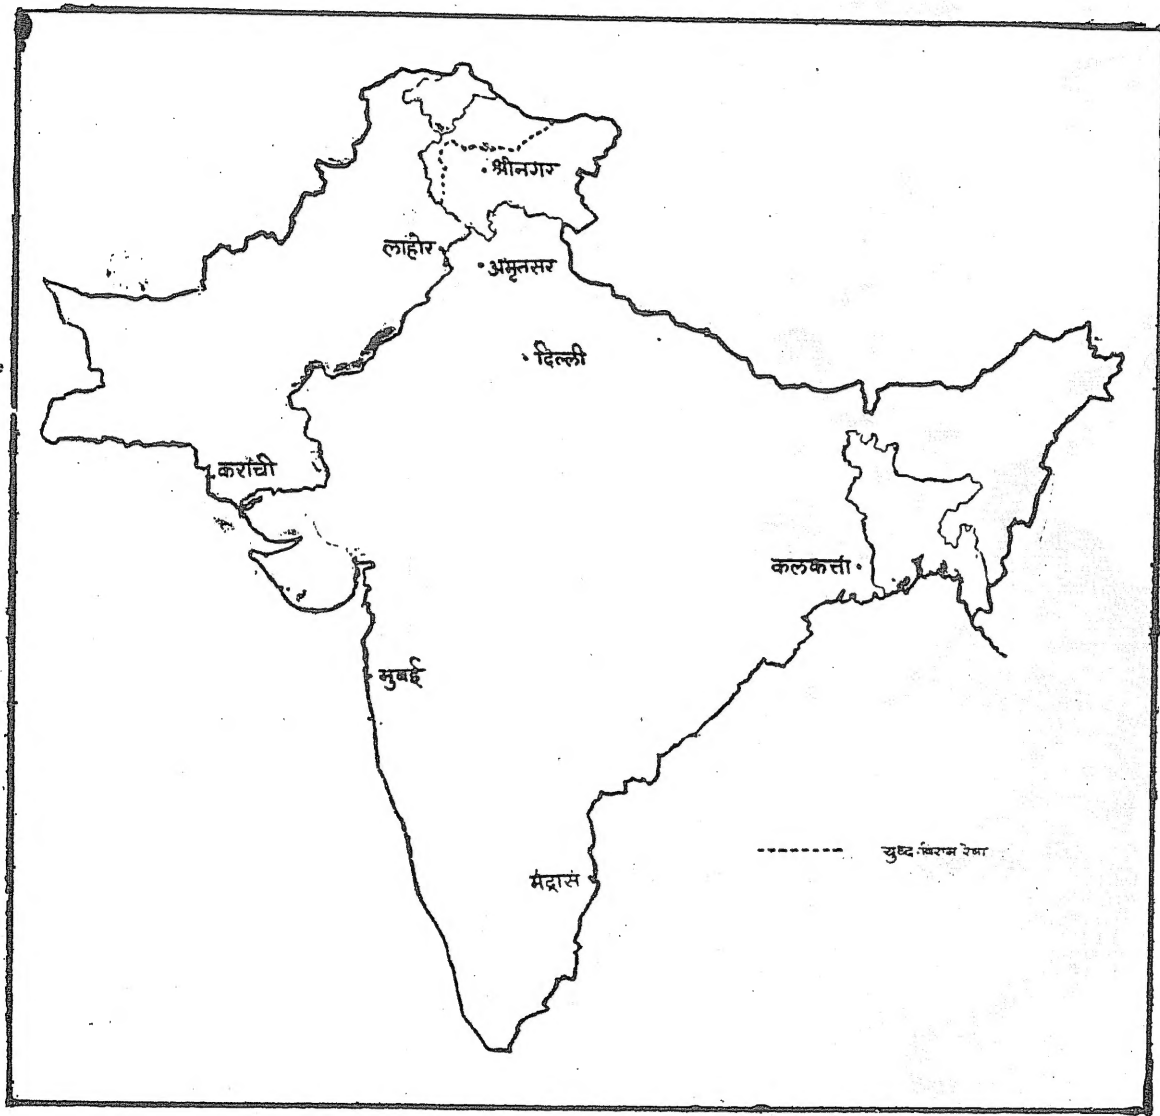 श्रीनगर
लाहोर
अमृतसर
दिल्ली
करांची
कलकत्ता
मुबई
मद्रास
युध्द विराम रेषा